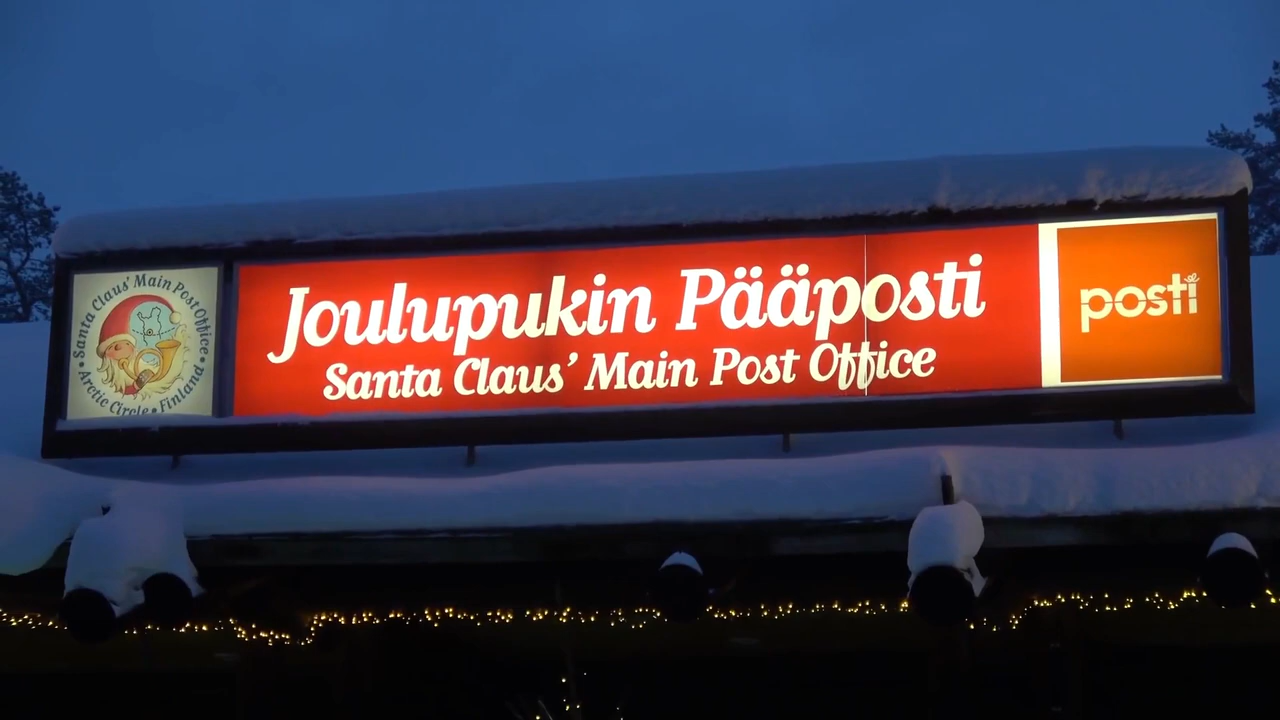 Santa Claus' Main Post Office
• Arctic Circle • Finland •
Joulupukin Pääposti
Santa Claus' Main Post Office
posti